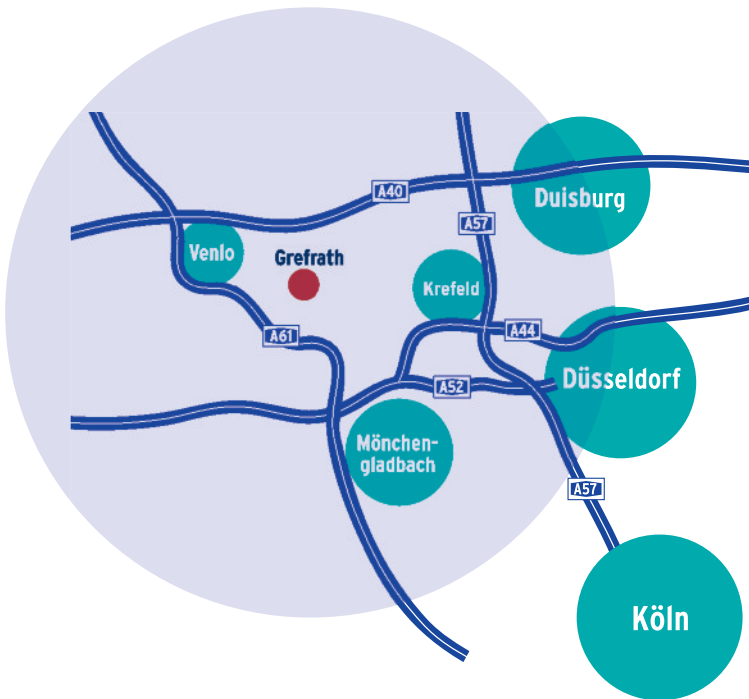 A40
Duisburg
A57
Venlo
Grefrath
Krefeld
A61
A44
A52
Düsseldorf
Mönchen-
gladbach
A57
Köln